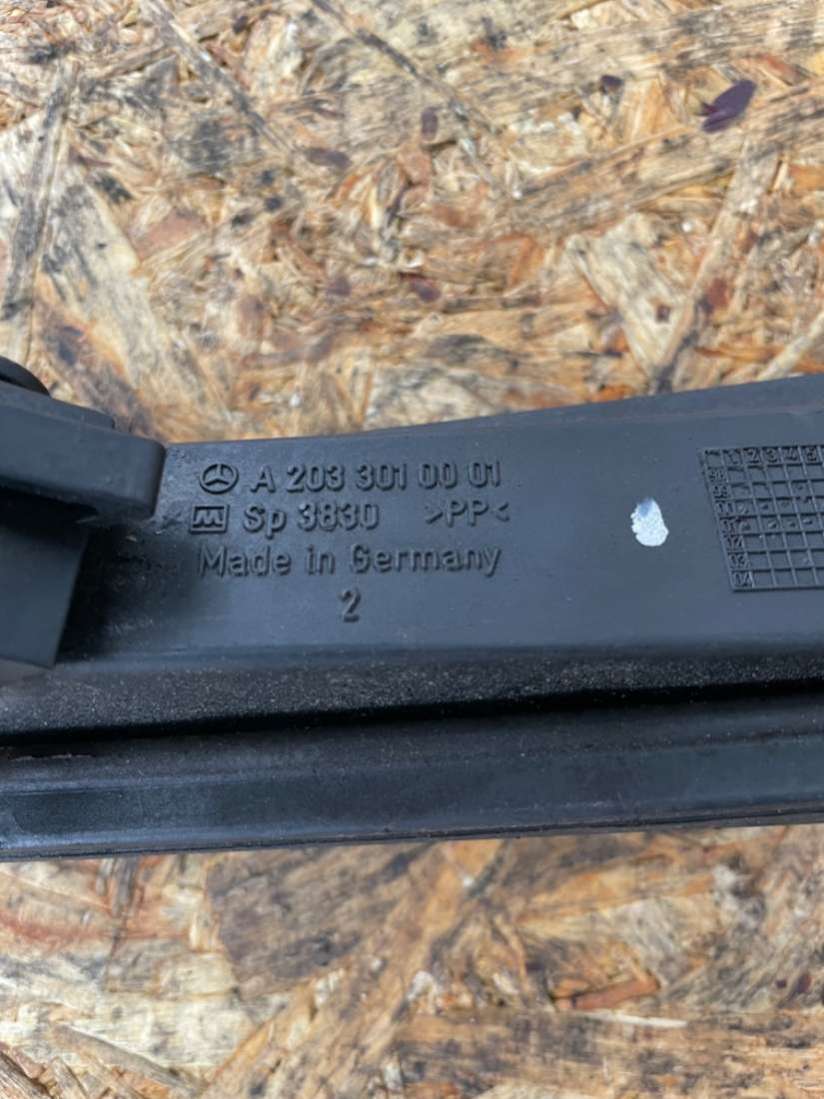 A 203 301 00 01
Sp 3830 >PP<
Made in Germany
2